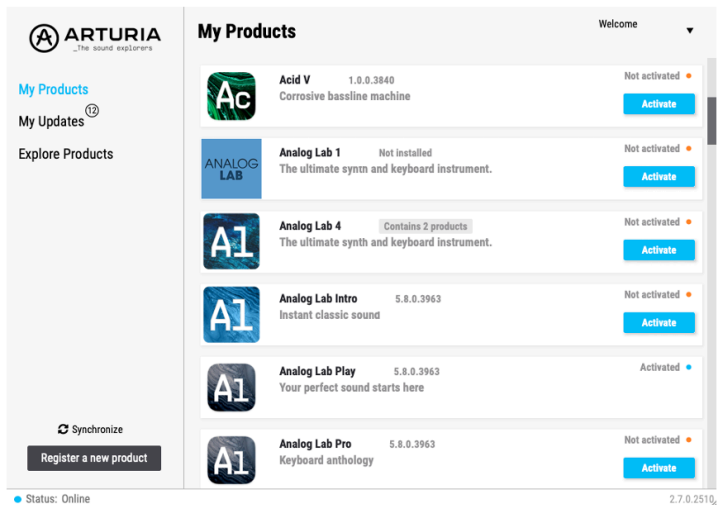 ARTURIA
_The sound explorers
My Products
Welcome
My Products
My Updates
12
Explore Products
Ac
Acid V 1.0.0.3840
Corrosive bassline machine
Not activated
Activate
ANALOG
LAB
Analog Lab 1 Not installed
The ultimate synth and keyboard instrument.
Not activated
Activate
Al
Analog Lab 4 Contains 2 products
The ultimate synth and keyboard instrument.
Not activated
Activate
Al
Analog Lab Intro 5.8.0.3963
Instant classic sound
Not activated
Activate
Al
Analog Lab Play 5.8.0.3963
Your perfect sound starts here
Activated
Al
Analog Lab Pro 5.8.0.3963
Keyboard anthology
Not activated
Activate
Synchronize
Register a new product
Status: Online
2.7.0.2510